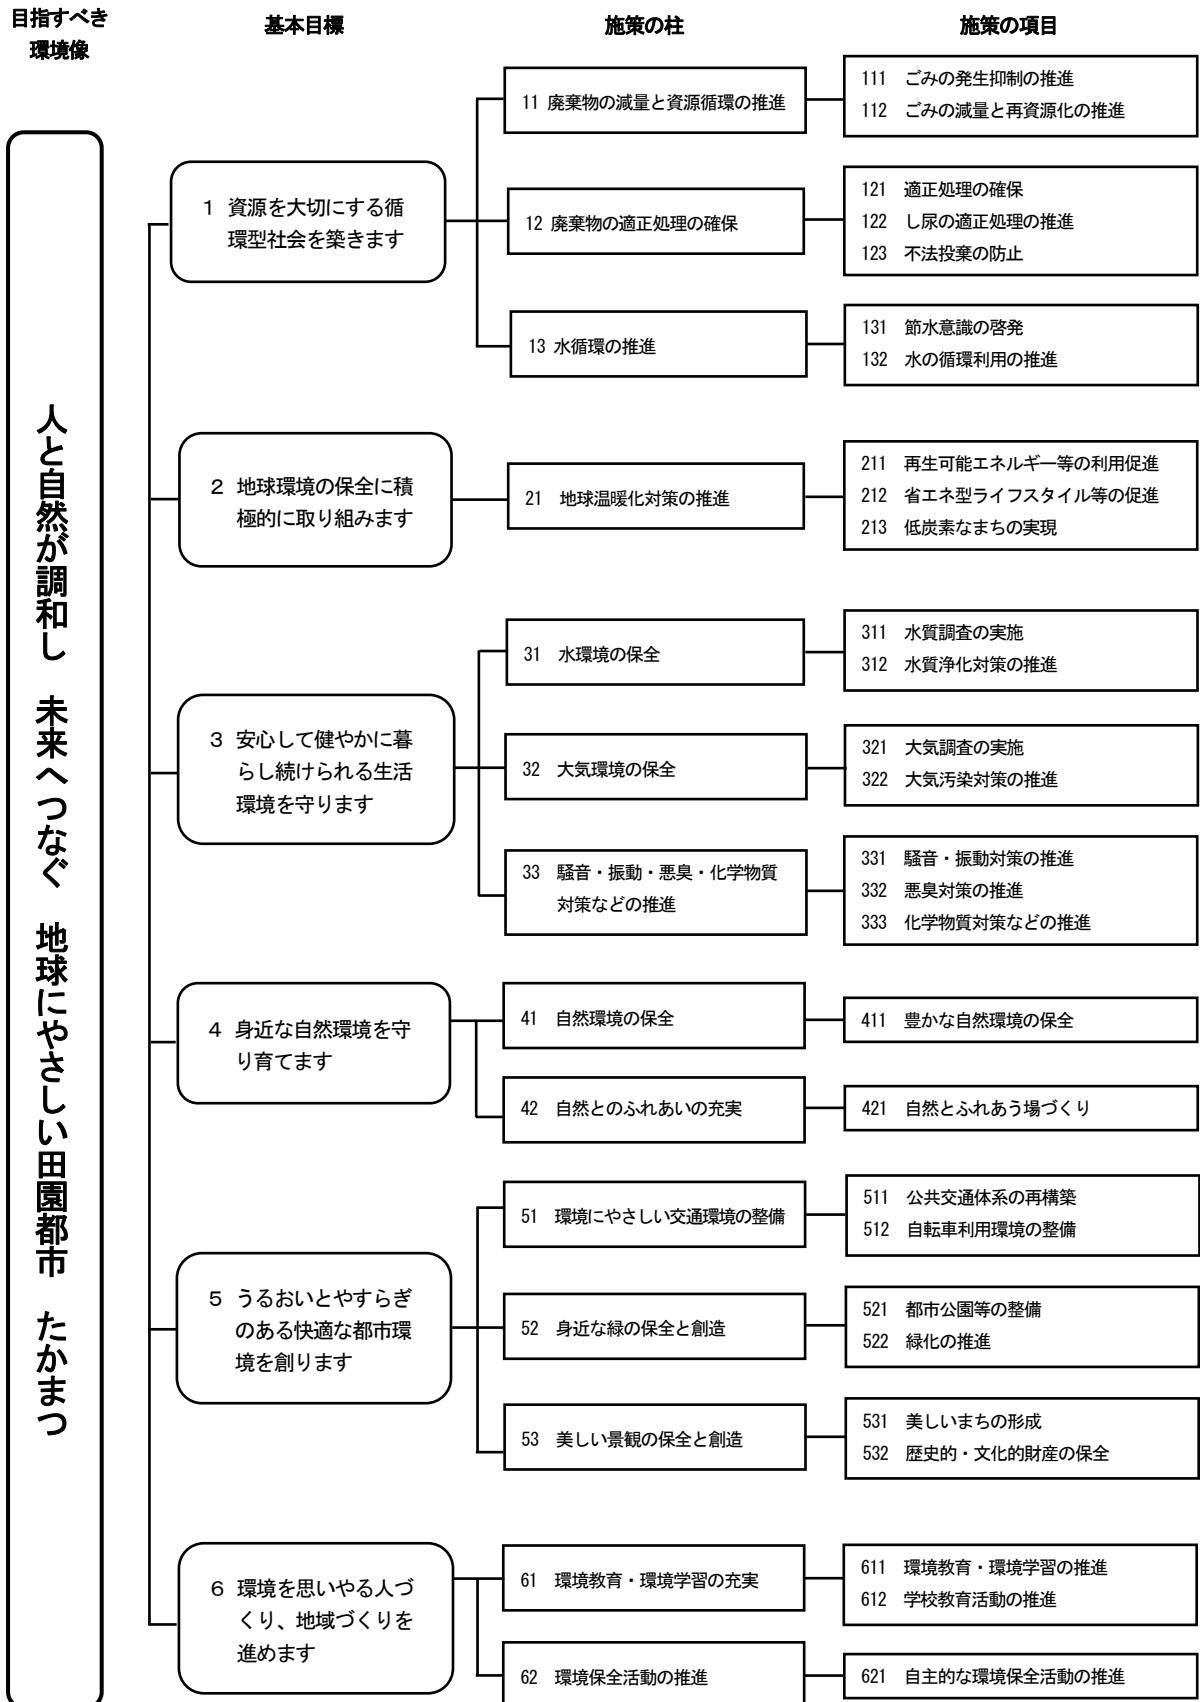 目指すべき
環境像
基本目標
施策の柱
施策の項目
人と自然が調和し　未来へつなぐ　地球にやさしい田園都市　たかまつ
1 資源を大切にする循
環型社会を築きます
11 廃棄物の減量と資源循環の推進
111 ごみの発生抑制の推進
112 ごみの減量と再資源化の推進
12 廃棄物の適正処理の確保
121 適正処理の確保
122 し尿の適正処理の推進
123 不法投棄の防止
13 水循環の推進
131 節水意識の啓発
132 水の循環利用の推進
2 地球環境の保全に積
極的に取り組みます
21 地球温暖化対策の推進
211 再生可能エネルギー等の利用促進
212 省エネ型ライフスタイル等の促進
213 低炭素なまちの実現
3 安心して健やかに暮
らし続けられる生活
環境を守ります
31 水環境の保全
311 水質調査の実施
312 水質浄化対策の推進
32 大気環境の保全
321 大気調査の実施
322 大気汚染対策の推進
33 騒音・振動・悪臭・化学物質
対策などの推進
331 騒音・振動対策の推進
332 悪臭対策の推進
333 化学物質対策などの推進
4 身近な自然環境を守
り育てます
41 自然環境の保全
411 豊かな自然環境の保全
42 自然とのふれあいの充実
421 自然とふれあう場づくり
5 うるおいとやすらぎ
のある快適な都市環
境を創ります
51 環境にやさしい交通環境の整備
511 公共交通体系の再構築
512 自転車利用環境の整備
52 身近な緑の保全と創造
521 都市公園等の整備
522 緑化の推進
53 美しい景観の保全と創造
531 美しいまちの形成
532 歴史的・文化的財産の保全
6 環境を思いやる人づ
くり、地域づくりを
進めます
61 環境教育・環境学習の充実
611 環境教育・環境学習の推進
612 学校教育活動の推進
62 環境保全活動の推進
621 自主的な環境保全活動の推進